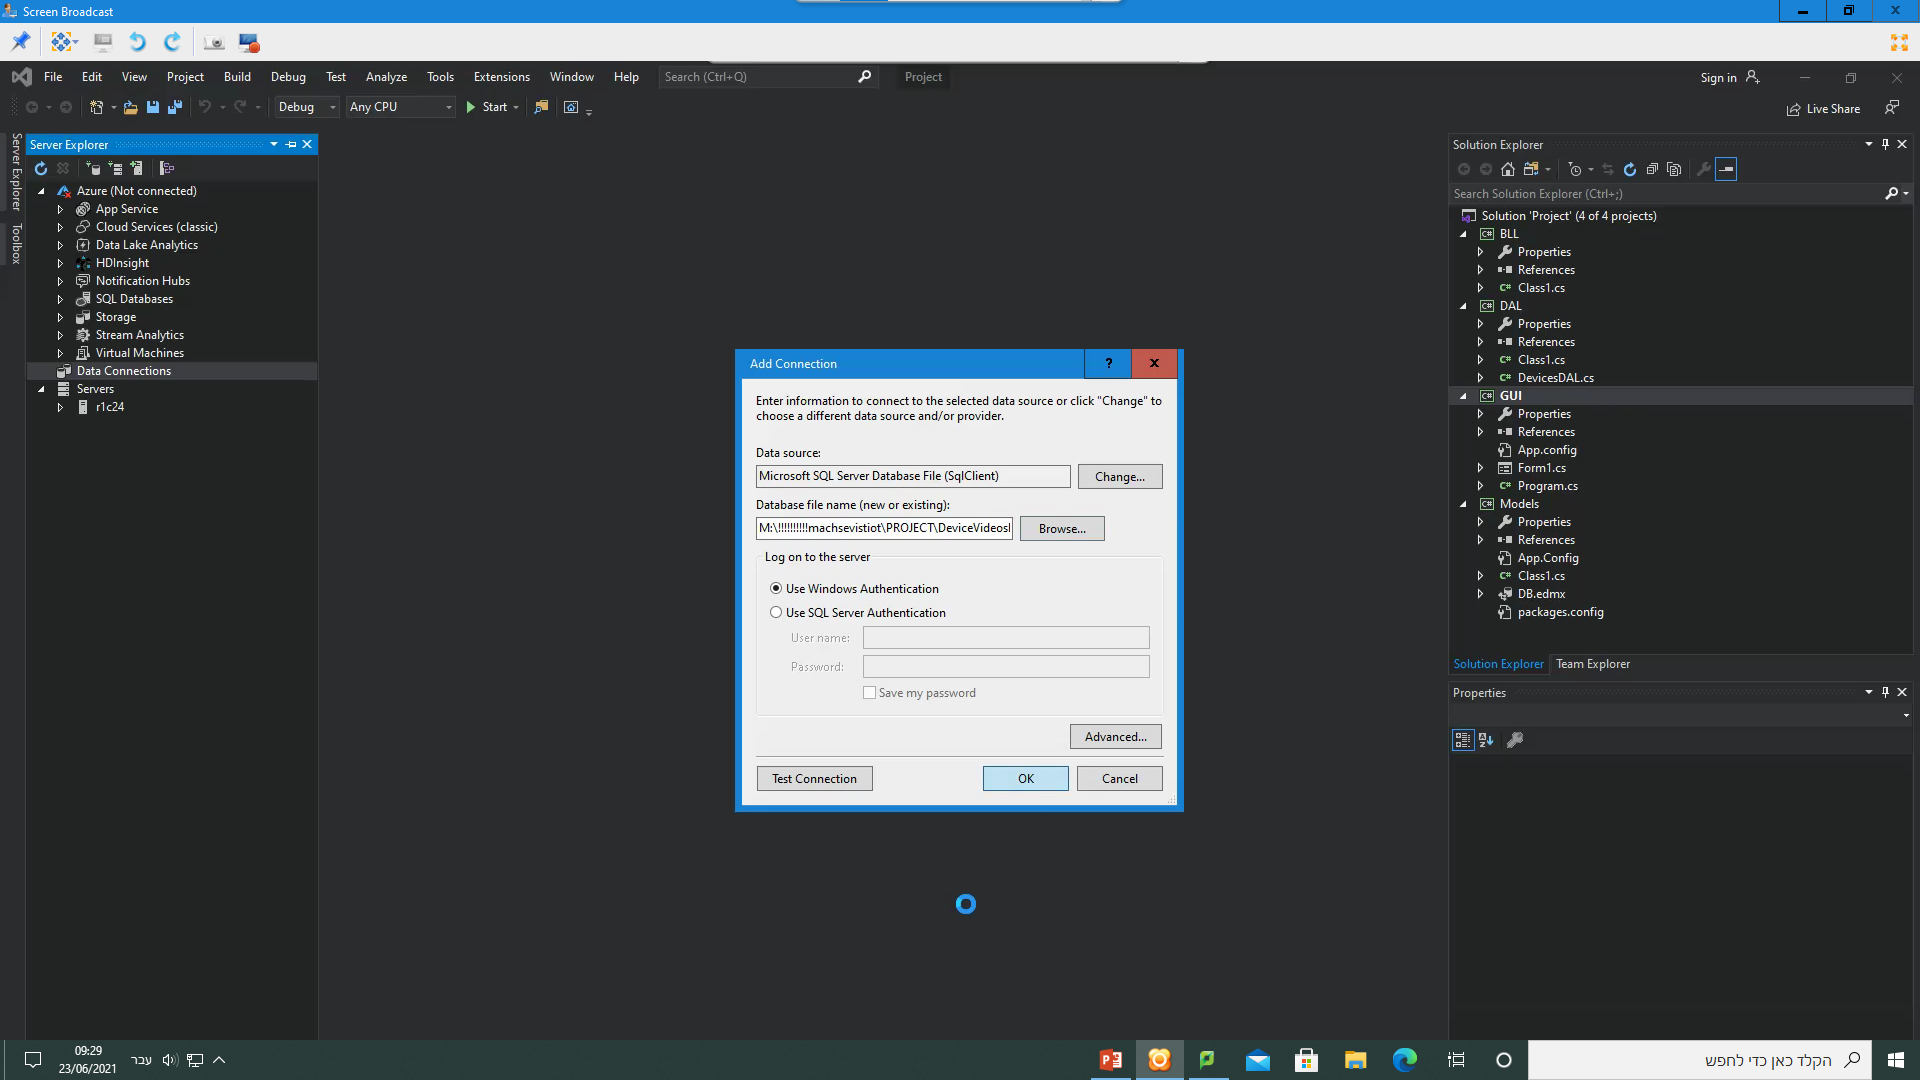 Screen Broadcast
File Edit View Project Build Debug Test Analyze Tools Extensions Window Help Search (Ctrl+Q) Project Sign in
Debug Any CPU Start Live Share
Server Explorer
Toolbox
Server Explorer
Azure (Not connected)
App Service
Cloud Services (classic)
Data Lake Analytics
HDInsight
Notification Hubs
SQL Databases
Storage
Stream Analytics
Virtual Machines
Data Connections
Servers
r1c24
Add Connection ?
Enter information to connect to the selected data source or click "Change" to
choose a different data source and/or provider.
Data source:
Microsoft SQL Server Database File (SqlClient) Change...
Database file name (new or existing):
M:\!!!!!!!!!!machsevistiot\PROJECT\DeviceVideos Browse...
Log on to the server
Use Windows Authentication
Use SQL Server Authentication
User name:
Password:
Save my password
Advanced...
Test Connection OK Cancel
Solution Explorer
Search Solution Explorer (Ctrl+;)
Solution 'Project' (4 of 4 projects)
C# BLL
Properties
References
C# Class1.cs
C# DAL
Properties
References
C# Class1.cs
C# DevicesDAL.cs
C# GUI
Properties
References
App.config
Form1.cs
C# Program.cs
C# Models
Properties
References
App.Config
C# Class1.cs
DB.edmx
packages.config
Solution Explorer Team Explorer
Properties
09:29
23/06/2021
עבר
הקלד כאן כדי לחפש